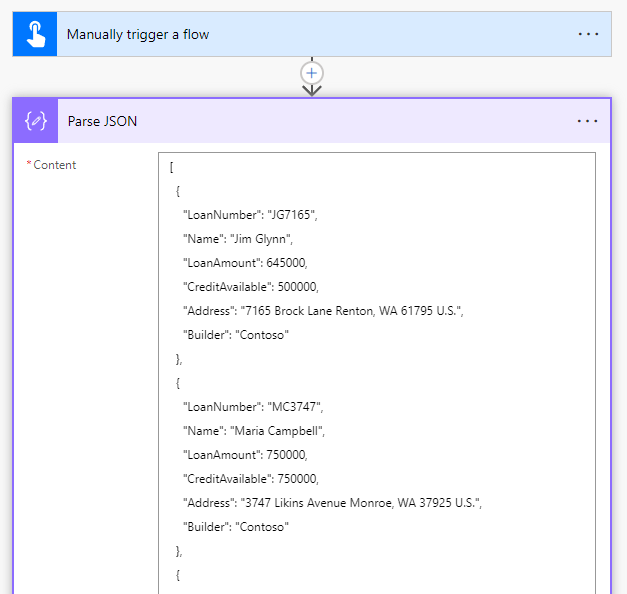 Manually trigger a flow
Parse JSON
*Content
[
{
"LoanNumber": "JG7165",
"Name": "Jim Glynn",
"LoanAmount": 645000,
"CreditAvailable": 500000,
"Address": "7165 Brock Lane Renton, WA 61795 U.S.",
"Builder": "Contoso"
},
{
"LoanNumber": "MC3747",
"Name": "Maria Campbell",
"LoanAmount": 750000,
"CreditAvailable": 750000,
"Address": "3747 Likins Avenue Monroe, WA 37925 U.S.",
"Builder": "Contoso"
},
{